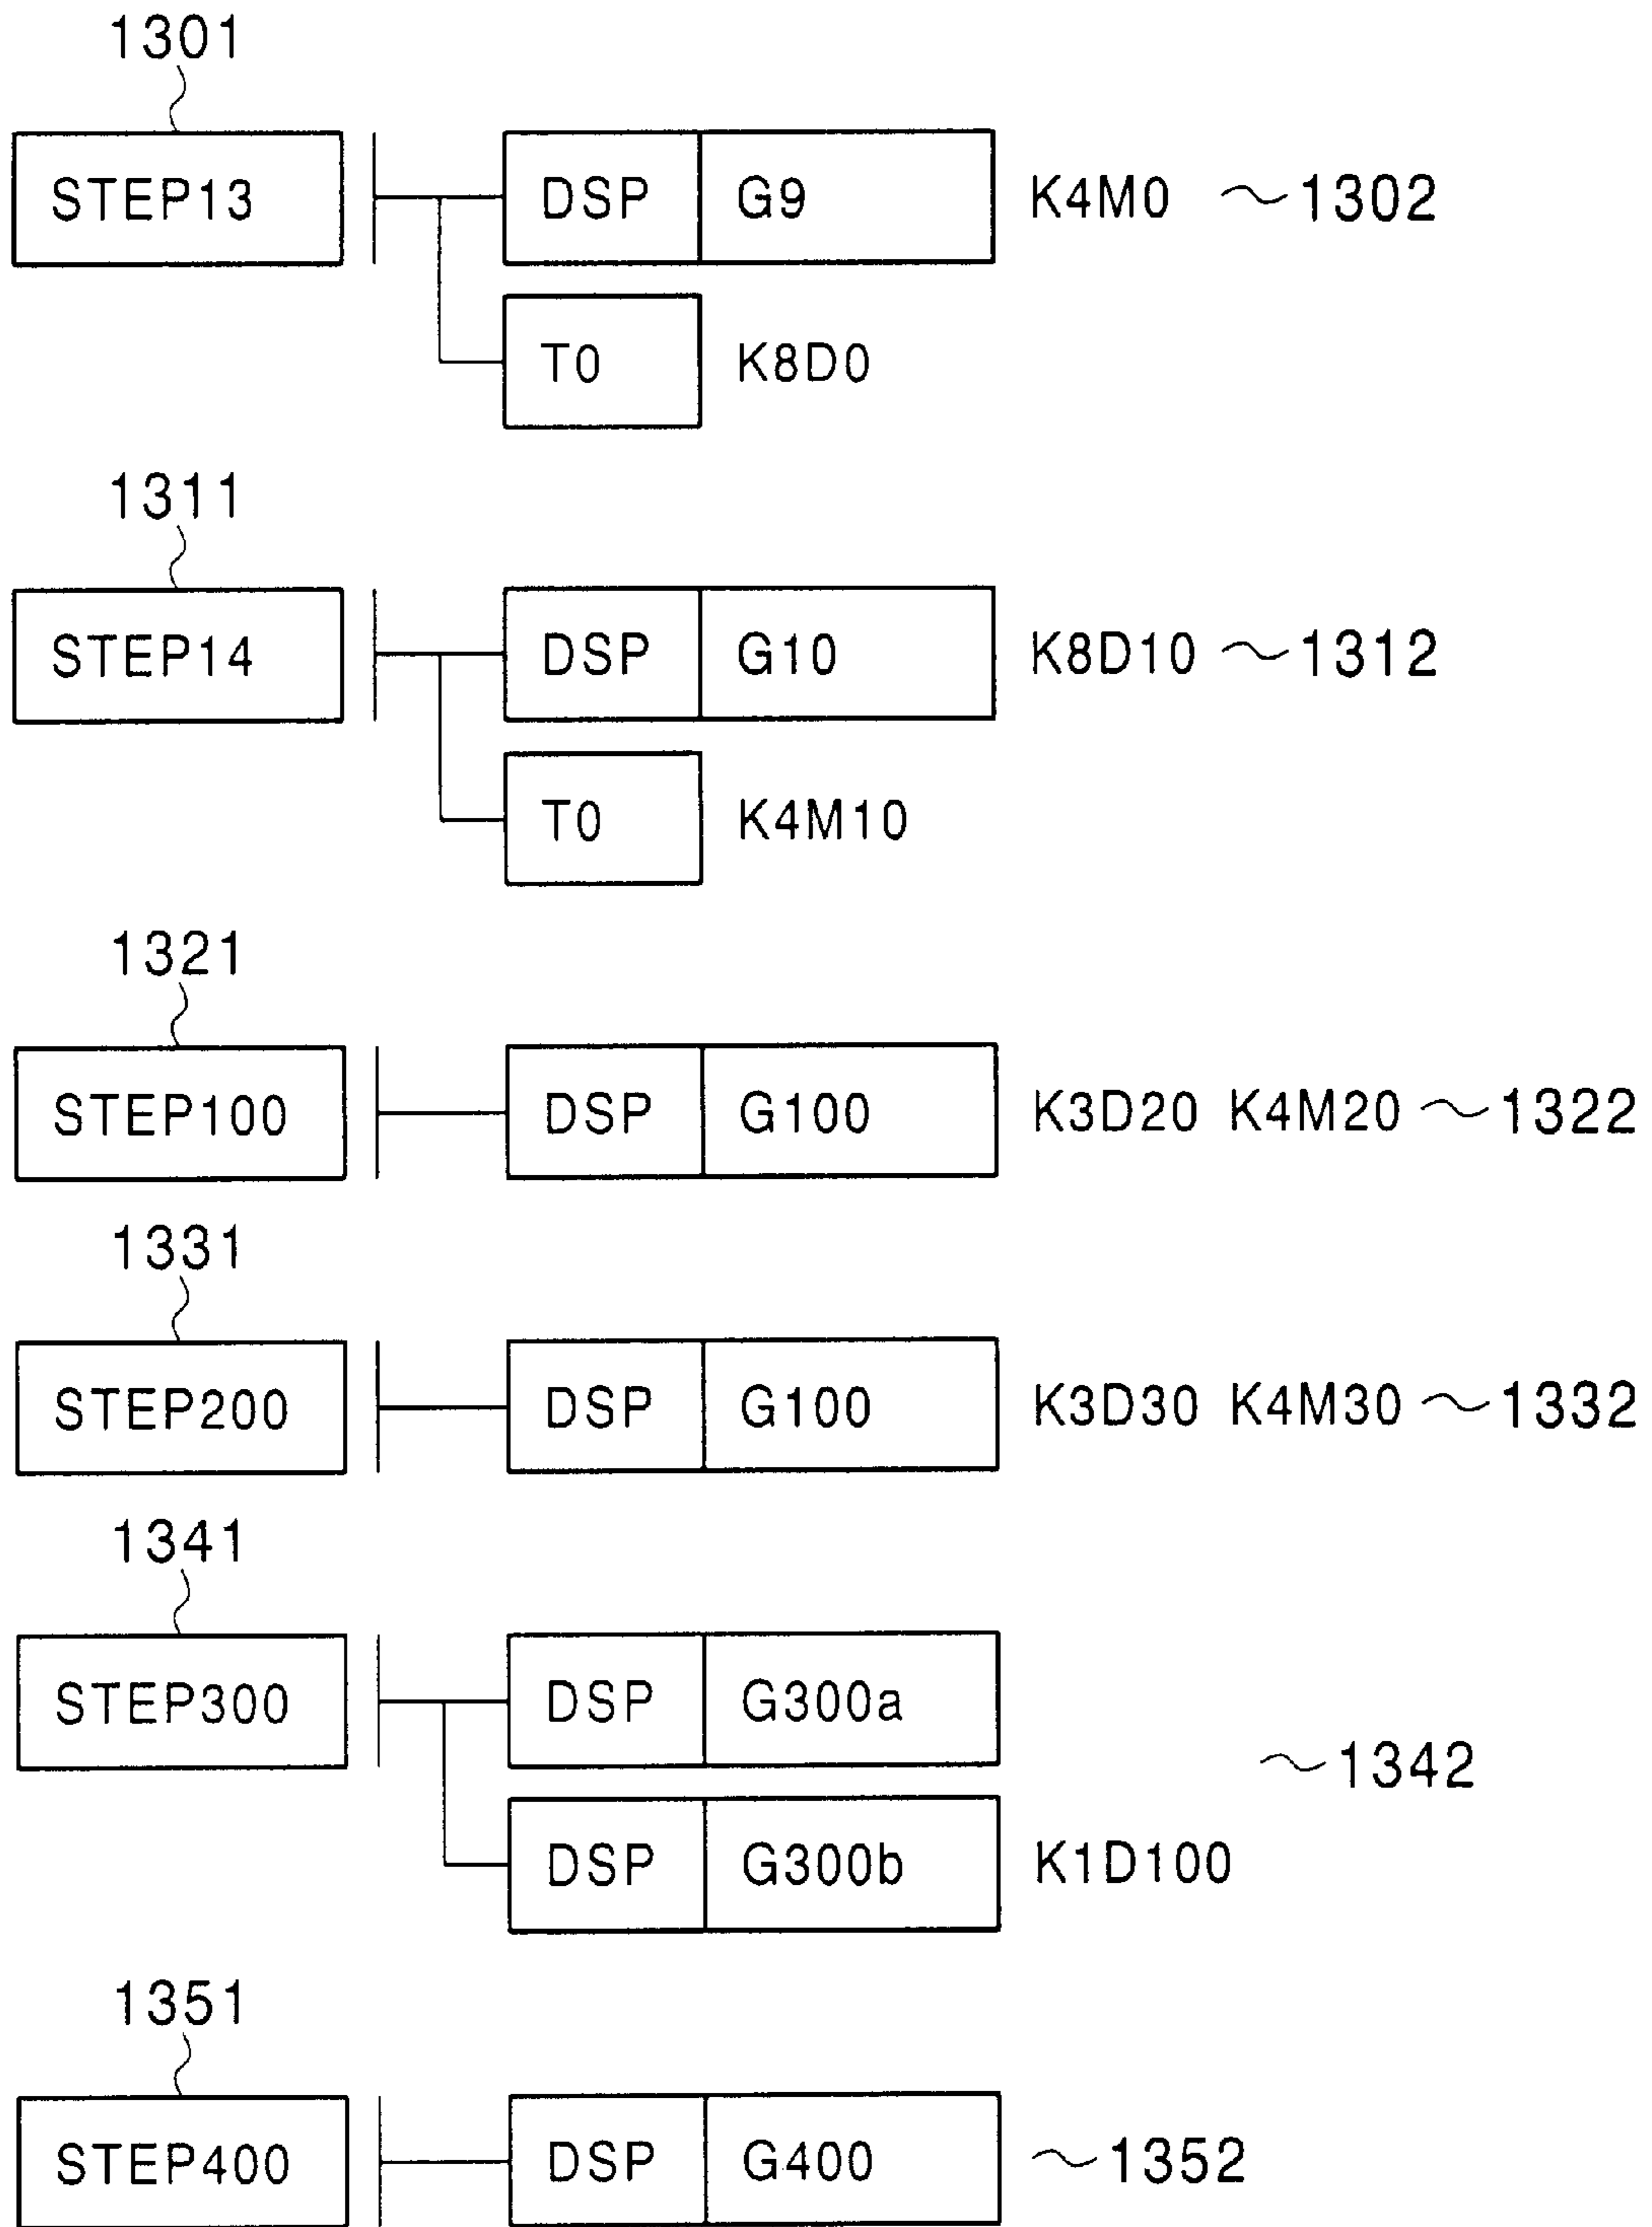 1301
STEP13 DSP G9 K4M0 1302
T0 K8D0
1311
STEP14 DSP G10 K8D10 1312
T0 K4M10
1321
STEP100 DSP G100 K3D20 K4M20 1322
1331
STEP200 DSP G100 K3D30 K4M30 1332
1341
STEP300 DSP G300a
1342
DSP G300b K1D100
1351
STEP400 DSP G400 1352